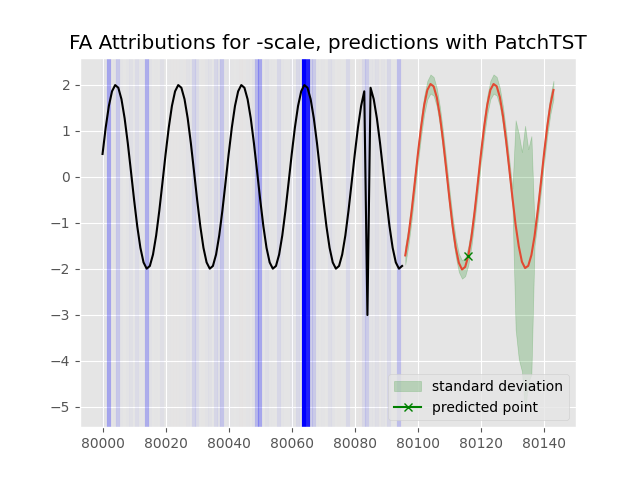 FA Attributions for -scale, predictions with PatchTST
2
1
0
−1
−2
−3
−4
−5
standard deviation
predicted point
80000 80020 80040 80060 80080 80100 80120 80140